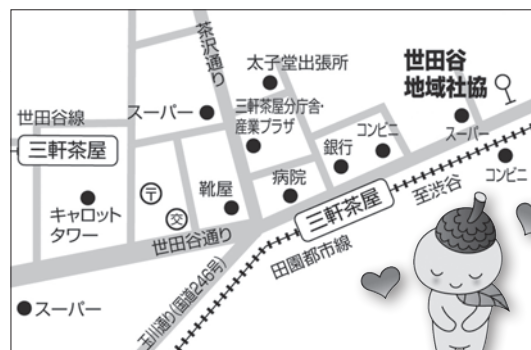 茶沢通り
太子堂出張所
世田谷
地域社協
スーパー
三軒茶屋分庁舎・
産業プラザ
世田谷線
三軒茶屋
銀行
コンビニ
スーパー
キャロット
タワー
〒
交
靴屋
病院
三軒茶屋
至渋谷
コンビニ
世田谷通り
田園都市線
スーパー
玉川通り(国道246号)